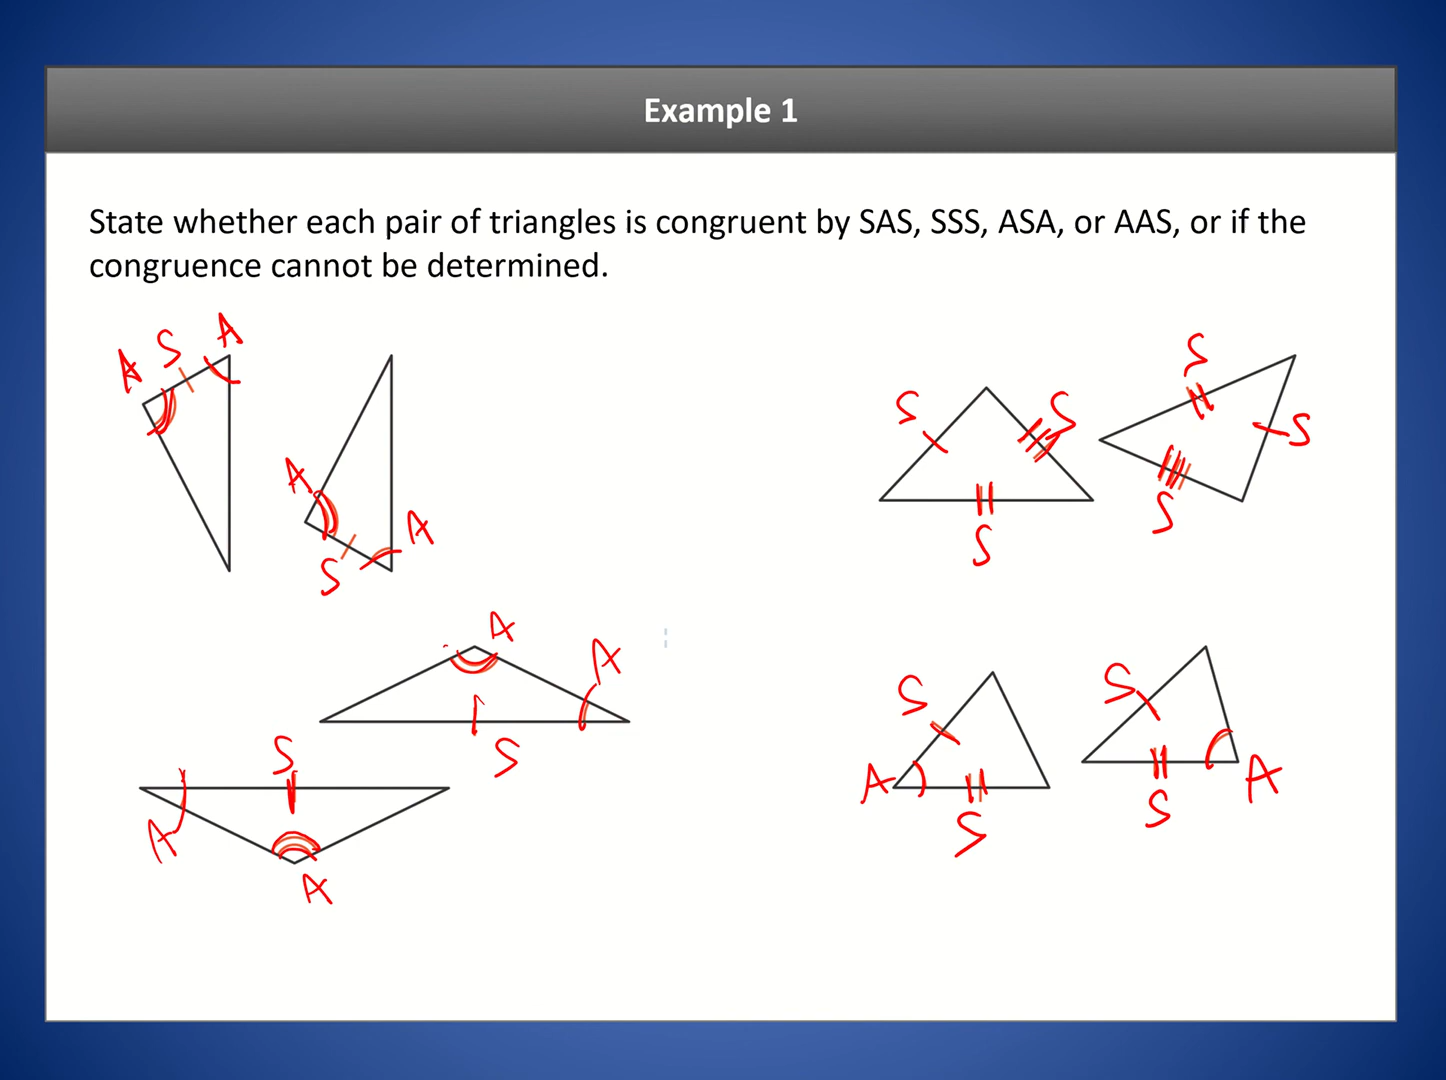 Example 1
State whether each pair of triangles is congruent by SAS, SSS, ASA, or AAS, or if the
congruence cannot be determined.
A S A
A
S
A
S
S
S
S
S
S
A
A
S
S
A
A
S
A
S
S
S
A